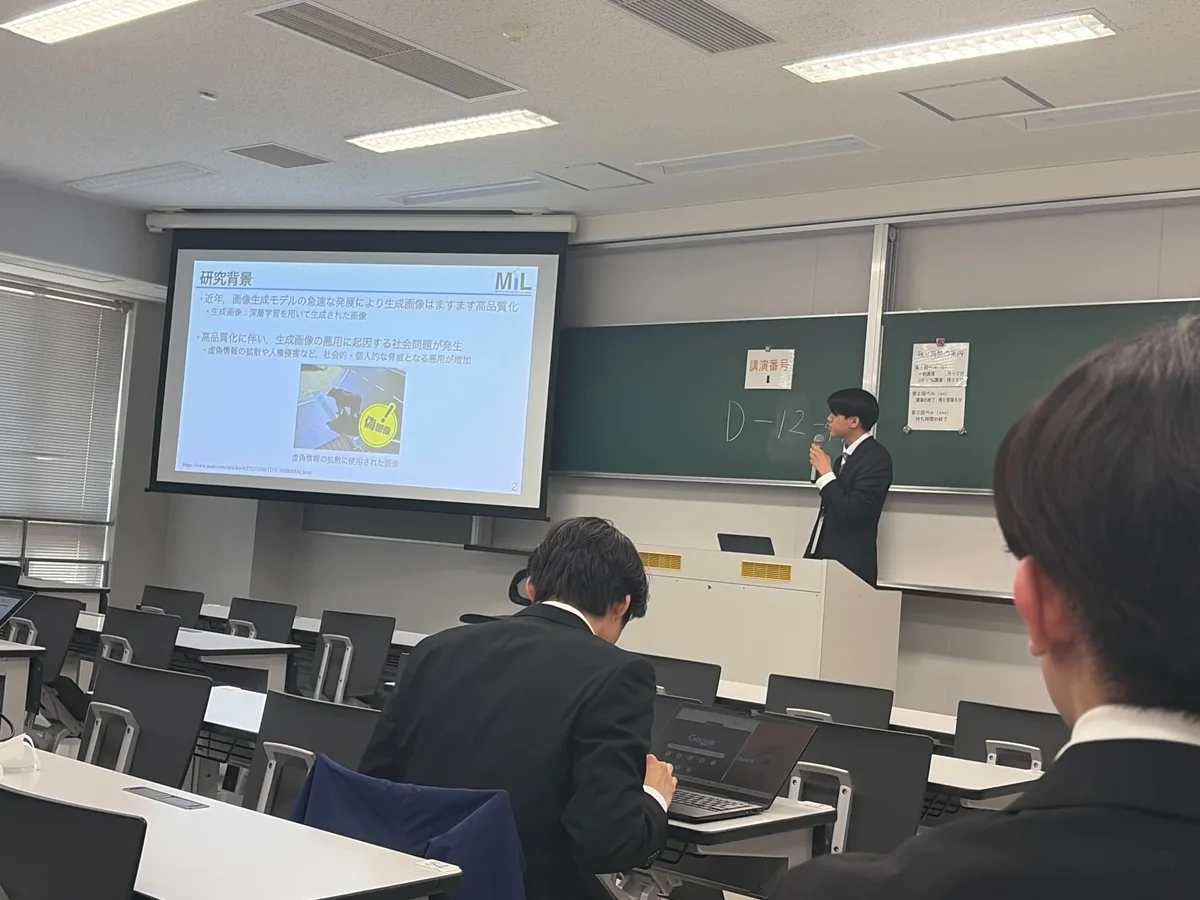 研究背景
MIL
・近年，画像生成モデルの急速な発展により生成画像はますます高品質化
・生成画像：深層学習を用いて生成された画像
・高品質化に伴い，生成画像の悪用に起因する社会問題が発生
・虚偽情報の拡散や人権侵害など，社会的・個人的な脅威となる悪用が増加
偽画像
虚偽情報の拡散に使用された画像
2
講演番号
D-12
Google